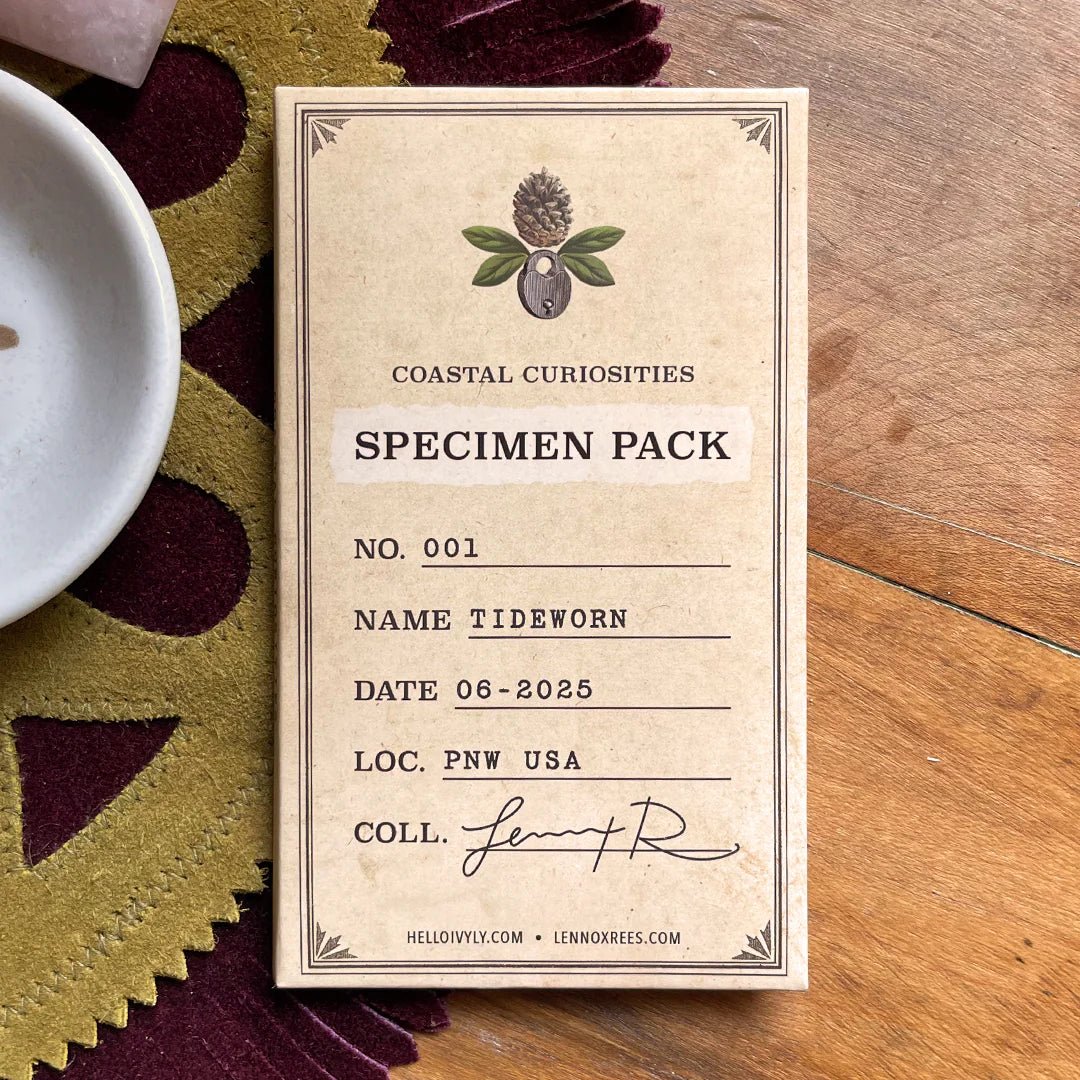 COASTAL CURIOSITIES
SPECIMEN PACK
NO. 001
NAME TIDEWORN
DATE 06-2025
LOC. PNW USA
COLL. Lennx R
HELLOIVYLY.COM • LENNOXREES.COM